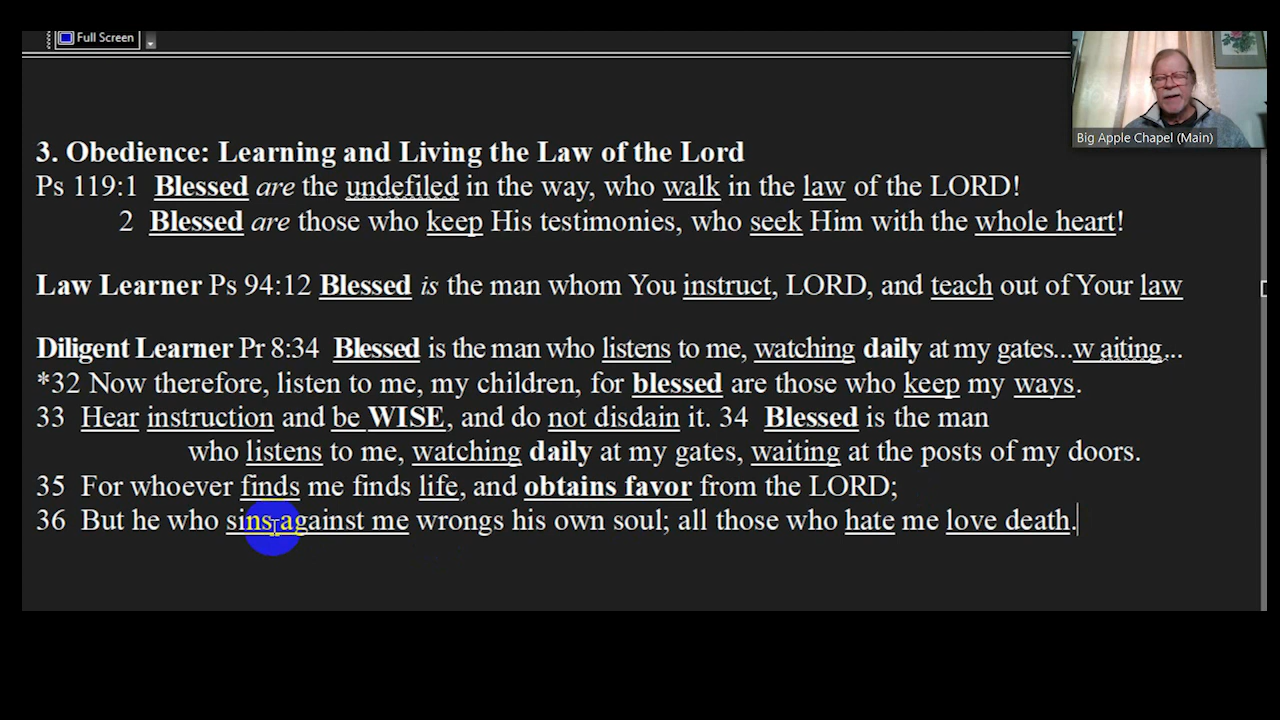 Full Screen
Big Apple Chapel (Main)
3. Obedience: Learning and Living the Law of the Lord
Ps 119:1 Blessed are the undefiled in the way, who walk in the law of the LORD!
2 Blessed are those who keep His testimonies, who seek Him with the whole heart!
Law Learner Ps 94:12 Blessed is the man whom You instruct, LORD, and teach out of Your law
Diligent Learner Pr 8:34 Blessed is the man who listens to me, watching daily at my gates...w aiting...
*32 Now therefore, listen to me, my children, for blessed are those who keep my ways.
33 Hear instruction and be WISE, and do not disdain it. 34 Blessed is the man
who listens to me, watching daily at my gates, waiting at the posts of my doors.
35 For whoever finds me finds life, and obtains favor from the LORD;
36 But he who sins against me wrongs his own soul; all those who hate me love death.